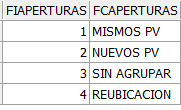 FIAPERTURAS FCAPERTURAS
1 MISMOS PV
2 NUEVOS PV
3 SIN AGRUPAR
4 REUBICACION